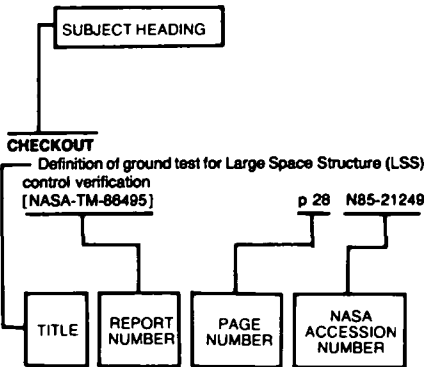 SUBJECT HEADING
CHECKOUT
Definition of ground test for Large Space Structure (LSS)
control verification
[NASA-TM-86495] p 28 N85-21249
TITLE
REPORT
NUMBER
PAGE
NUMBER
NASA
ACCESSION
NUMBER